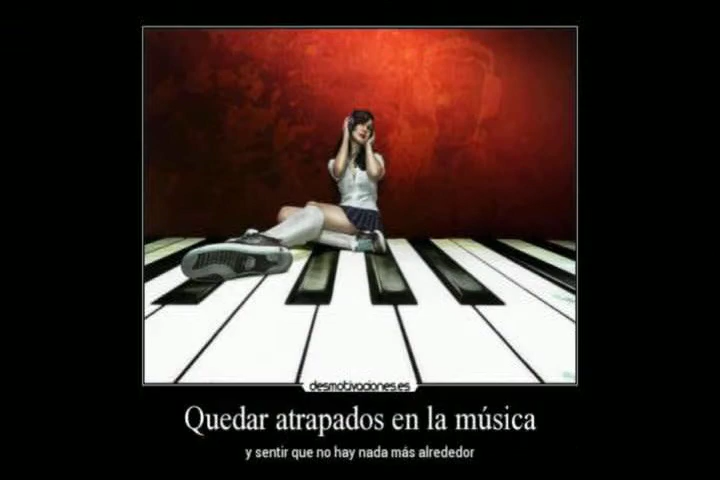 desmotivaciones.es
Quedar atrapados en la música
y sentir que no hay nada más alrededor